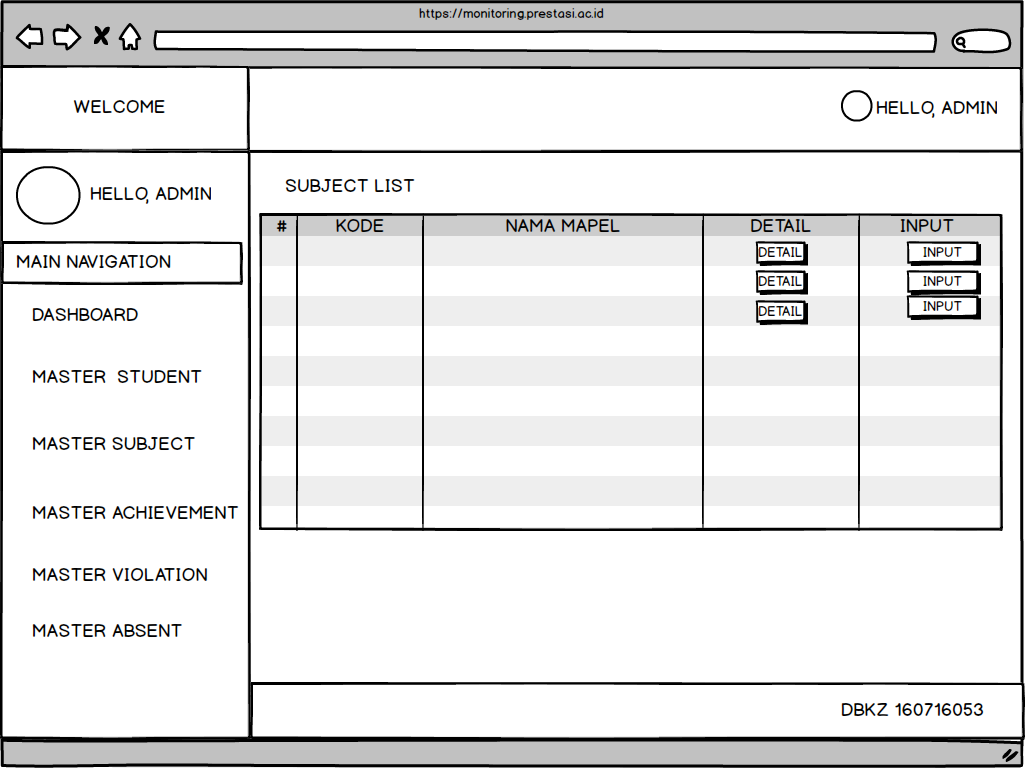 https://monitoring.prestasi.ac.id
WELCOME
HELLO, ADMIN
HELLO, ADMIN
MAIN NAVIGATION
DASHBOARD
MASTER  STUDENT
MASTER SUBJECT
MASTER ACHIEVEMENT
MASTER VIOLATION
MASTER ABSENT
SUBJECT LIST
# KODE NAMA MAPEL DETAIL INPUT
DETAIL INPUT
DETAIL INPUT
DETAIL INPUT
DBKZ 160716053